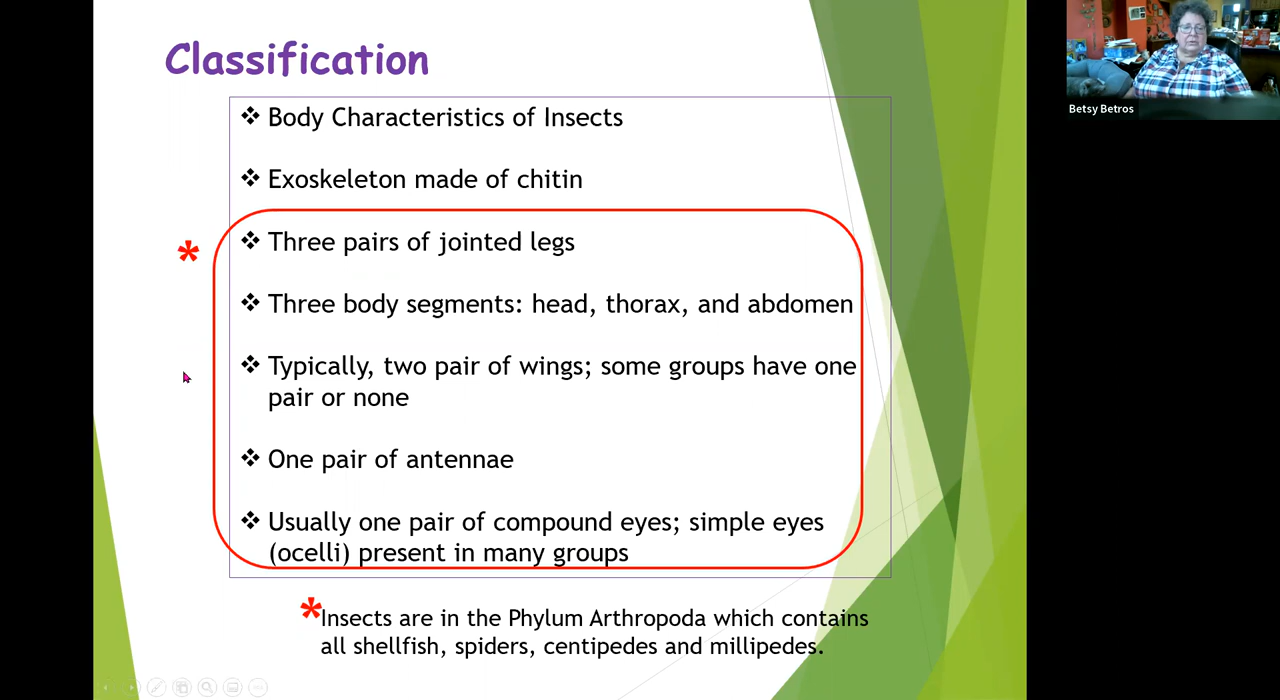 Classification
❖ Body Characteristics of Insects
❖ Exoskeleton made of chitin
*
❖ Three pairs of jointed legs
❖ Three body segments: head, thorax, and abdomen
❖ Typically, two pair of wings; some groups have one
pair or none
❖ One pair of antennae
❖ Usually one pair of compound eyes; simple eyes
(ocelli) present in many groups
*Insects are in the Phylum Arthropoda which contains
all shellfish, spiders, centipedes and millipedes.
Betsy Betros